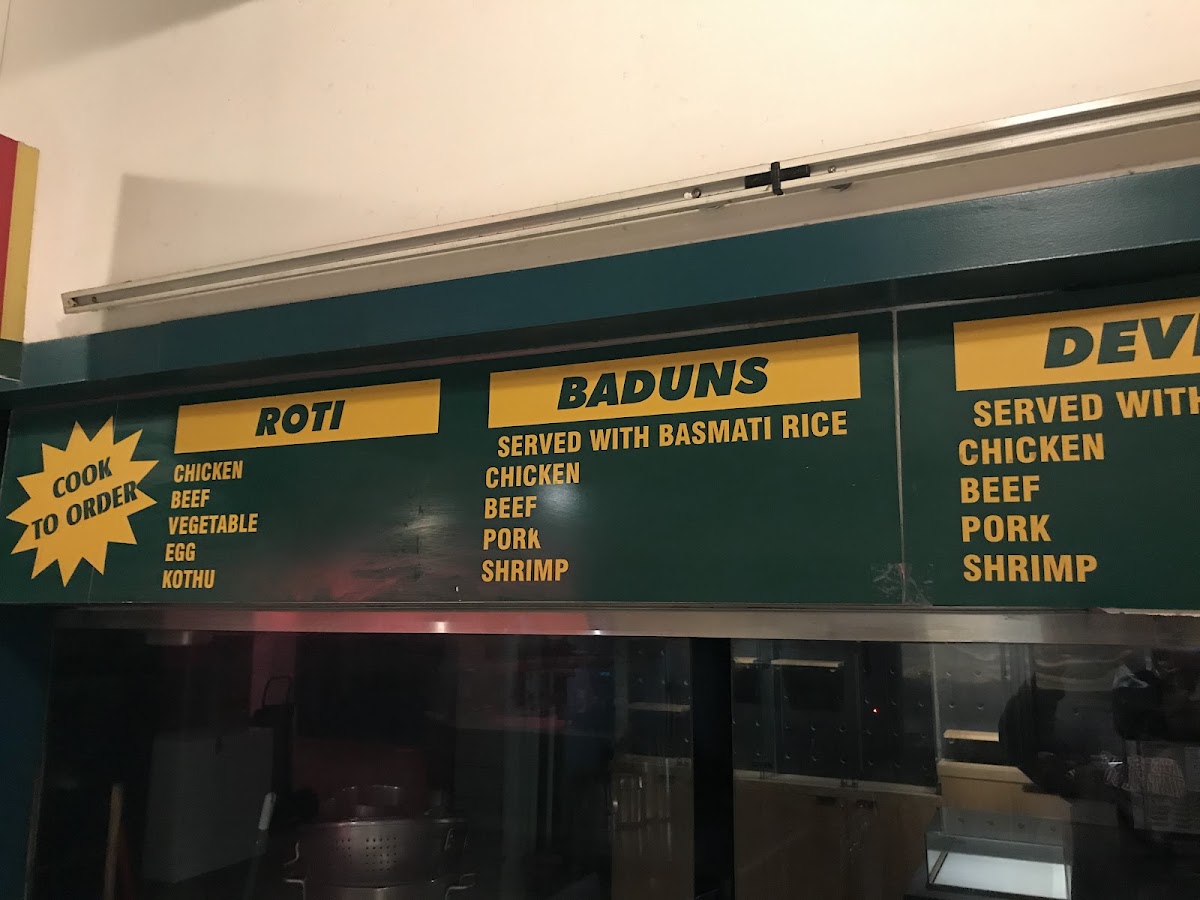 COOK
TO ORDER
ROTI
CHICKEN
BEEF
VEGETABLE
EGG
KOTHU
BADUNS
SERVED WITH BASMATI RICE
CHICKEN
BEEF
PORK
SHRIMP
SERVED WITH
CHICKEN
BEEF
PORK
SHRIMP